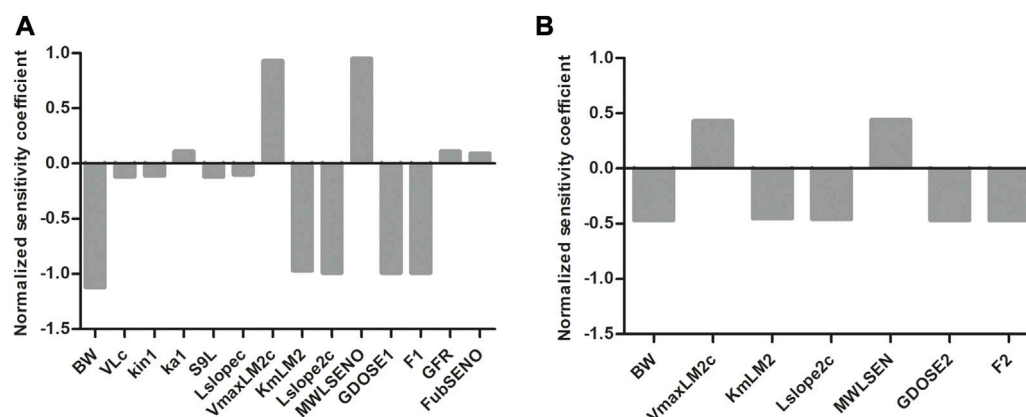 A
Normalized sensitivity coefficient
1.0
0.5
0.0
-0.5
-1.0
-1.5
BW
VLc
kin1
ka1
S9L
Lslopec
VmaxLM2c
KmLM2
Lslope2c
MWLSENO
GDOSE1
F1
GFR
FubSENO
B
Normalized sensitivity coefficient
1.0
0.5
0.0
-0.5
-1.0
-1.5
BW
VmaxLM2c
KmLM2
Lslope2c
MWLSEN
GDOSE2
F2